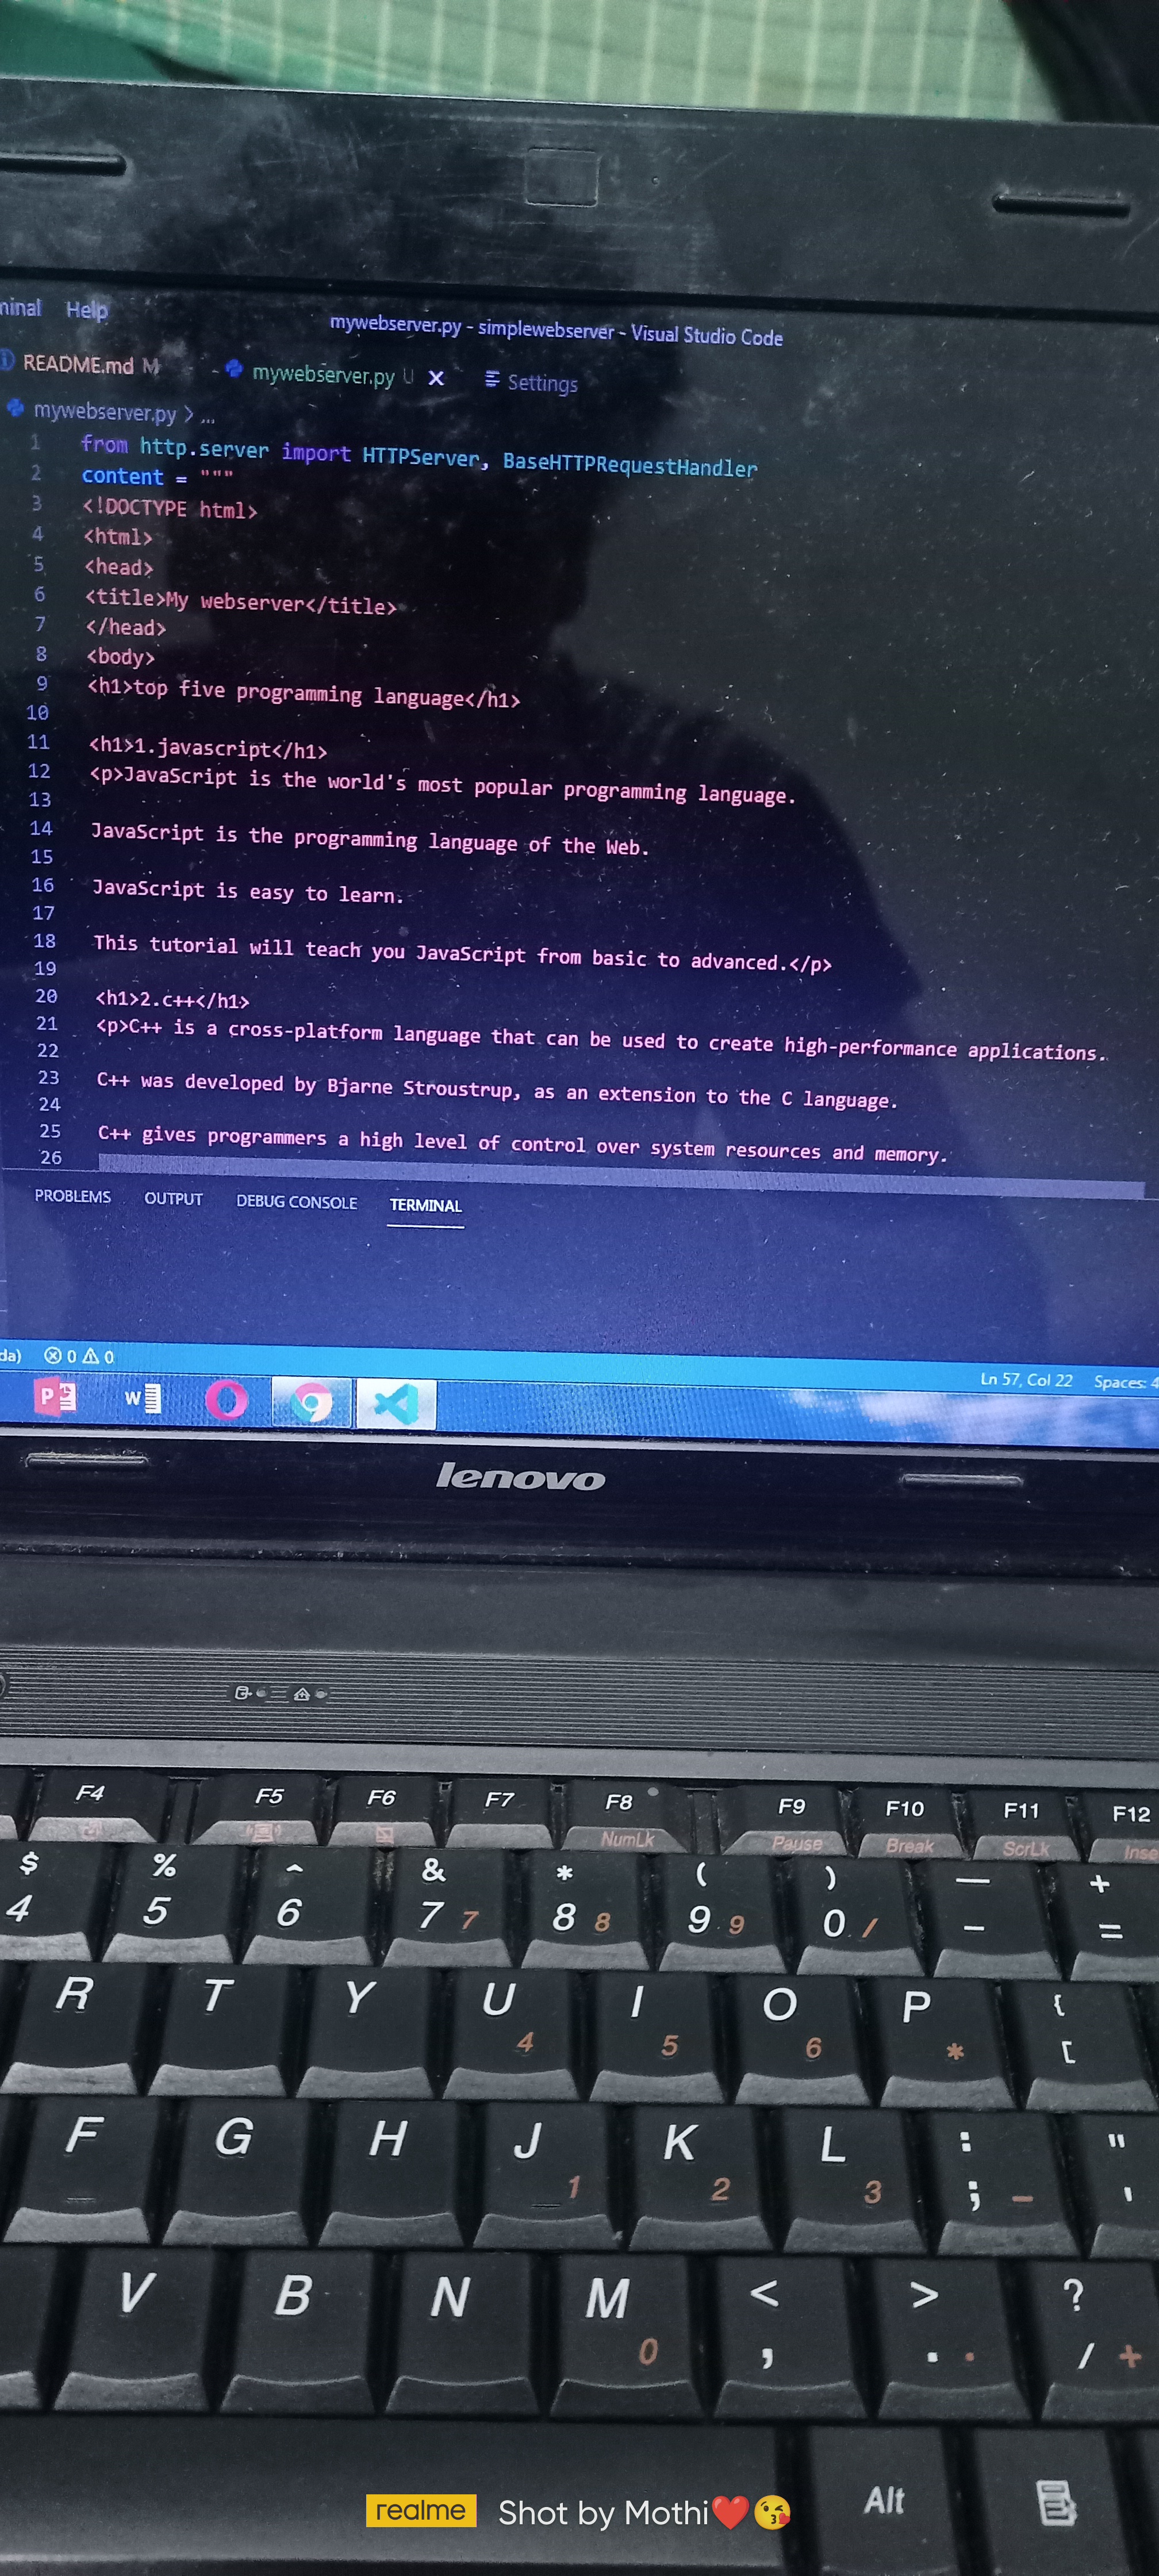 minal Help mywebserver.py - simplewebserver - Visual Studio Code
README.md M mywebserver.py U X Settings
mywebserver.py > ...
1 from http.server import HTTPServer, BaseHTTPRequestHandler
2 content = """
3 <!DOCTYPE html>
4 <html>
5 <head>
6 <title>My webserver</title>
7 </head>
8 <body>
9 <h1>top five programming language</h1>
10
11 <h1>1.javascript</h1>
12 <p>JavaScript is the world's most popular programming language.
13
14 JavaScript is the programming language of the Web.
15
16 JavaScript is easy to learn.
17
18 This tutorial will teach you JavaScript from basic to advanced.</p>
19
20 <h1>2.c++</h1>
21 <p>C++ is a cross-platform language that can be used to create high-performance applications.
22
23 C++ was developed by Bjarne Stroustrup, as an extension to the C language.
24
25 C++ gives programmers a high level of control over system resources and memory.
26
PROBLEMS OUTPUT DEBUG CONSOLE TERMINAL
da) 0 0 Ln 57, Col 22 Spaces: 4
P W
lenovo
F4 F5 F6 F7 F8 F9 F10 F11 F12
NumLk Pause Break ScrLk Inse
$ % ^ & * ( ) — +
4 5 6 7 7 8 8 9 9 0 / - =
R T Y U I O P {
4 5 6 * [
F G H J K L : "
1 2 3 ; - '
V B N M < > ?
0 , . . / +
Alt
realme Shot by Mothi❤️😘